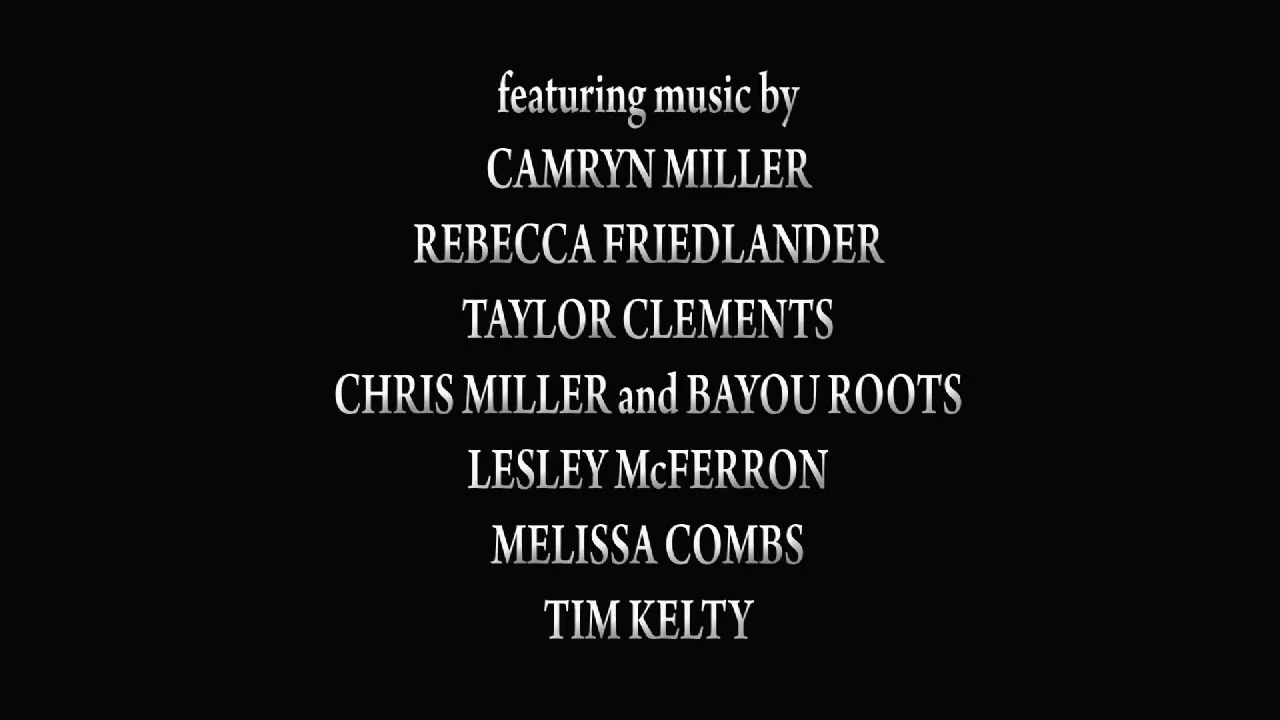 featuring music by
CAMRYN MILLER
REBECCA FRIEDLANDER
TAYLOR CLEMENTS
CHRIS MILLER and BAYOU ROOTS
LESLEY McFERRON
MELISSA COMBS
TIM KELTY